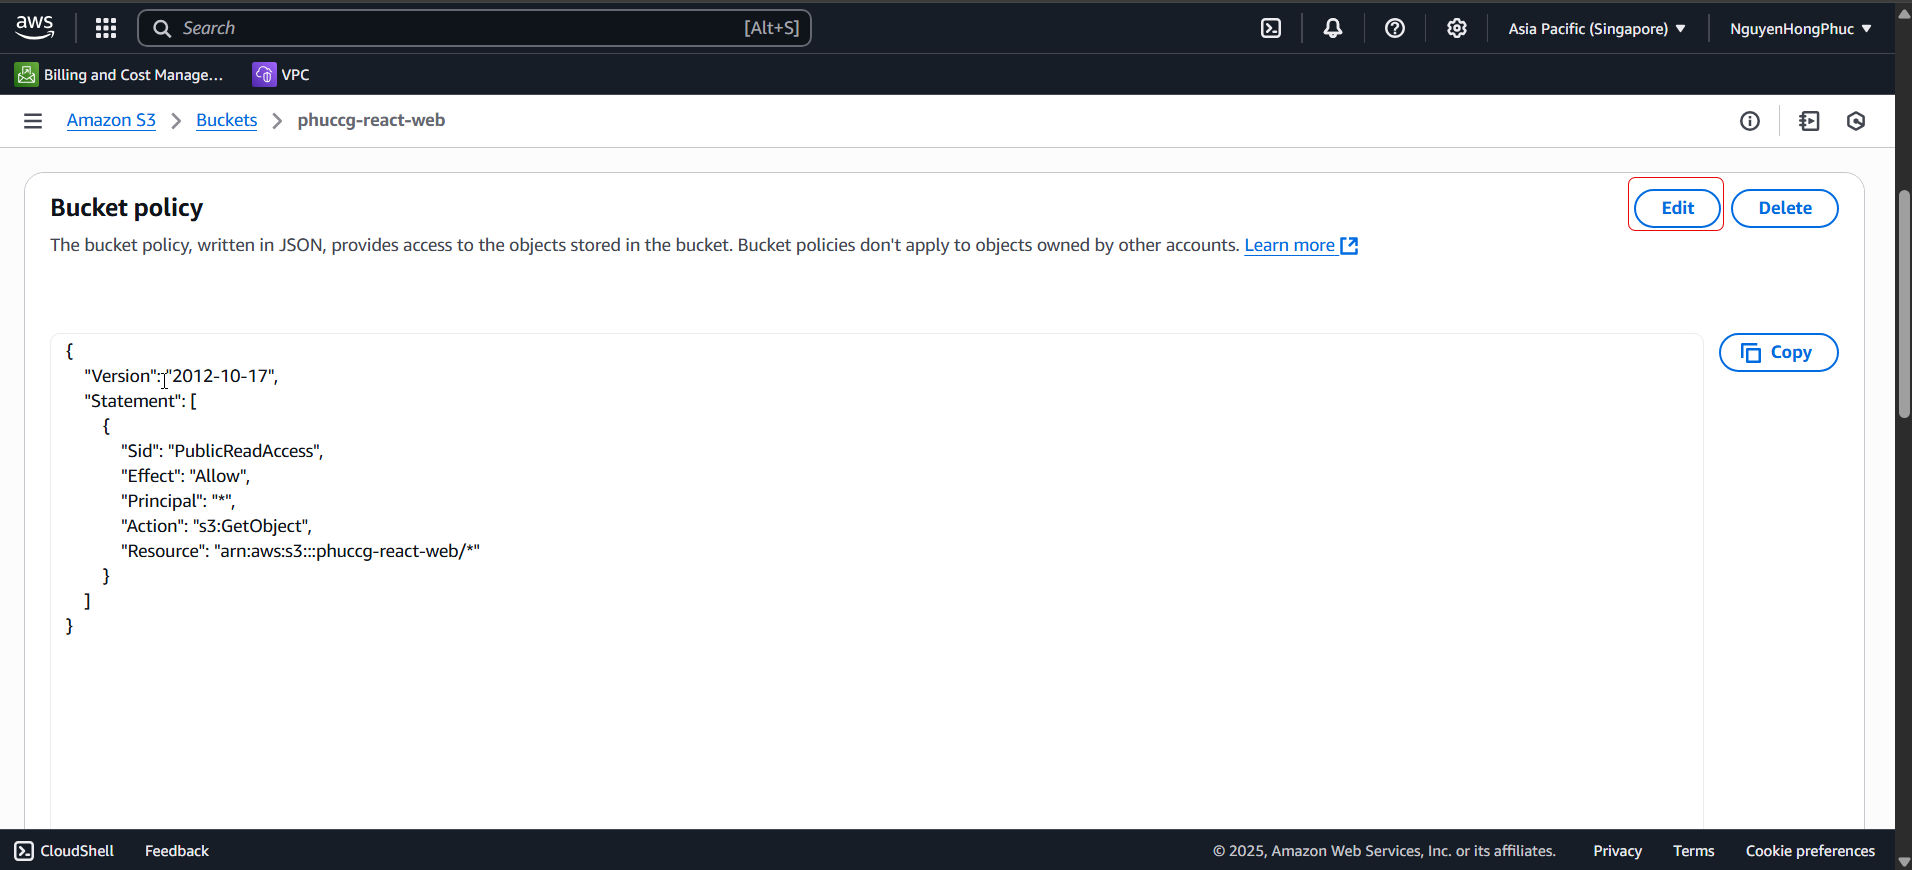 aws
Search [Alt+S]
Asia Pacific (Singapore)
NguyenHongPhuc
Billing and Cost Manage...
VPC
Amazon S3 > Buckets > phuccg-react-web
Bucket policy
Edit
Delete
The bucket policy, written in JSON, provides access to the objects stored in the bucket. Bucket policies don't apply to objects owned by other accounts. Learn more
Copy
{
"Version": "2012-10-17",
"Statement": [
{
"Sid": "PublicReadAccess",
"Effect": "Allow",
"Principal": "*",
"Action": "s3:GetObject",
"Resource": "arn:aws:s3:::phuccg-react-web/*"
}
]
}
CloudShell
Feedback
© 2025, Amazon Web Services, Inc. or its affiliates.
Privacy
Terms
Cookie preferences